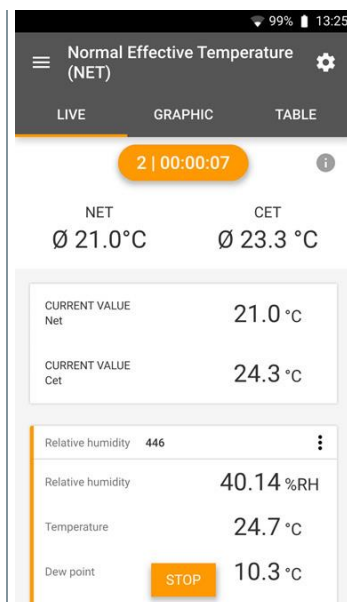 99% 13:25
Normal Effective Temperature
(NET)
LIVE GRAPHIC TABLE
2 | 00:00:07
NET CET
Ø 21.0°C Ø 23.3 °C
CURRENT VALUE
Net 21.0 °C
CURRENT VALUE
Cet 24.3 °C
Relative humidity 446
Relative humidity 40.14 %RH
Temperature 24.7 °C
Dew point 10.3 °C
STOP